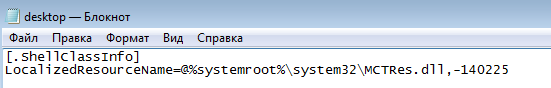 desktop — Блокнот
Файл Правка Формат Вид Справка
[.ShellClassInfo]
LocalizedResourceName=@%systemroot%\system32\MCTRes.dll,-140225